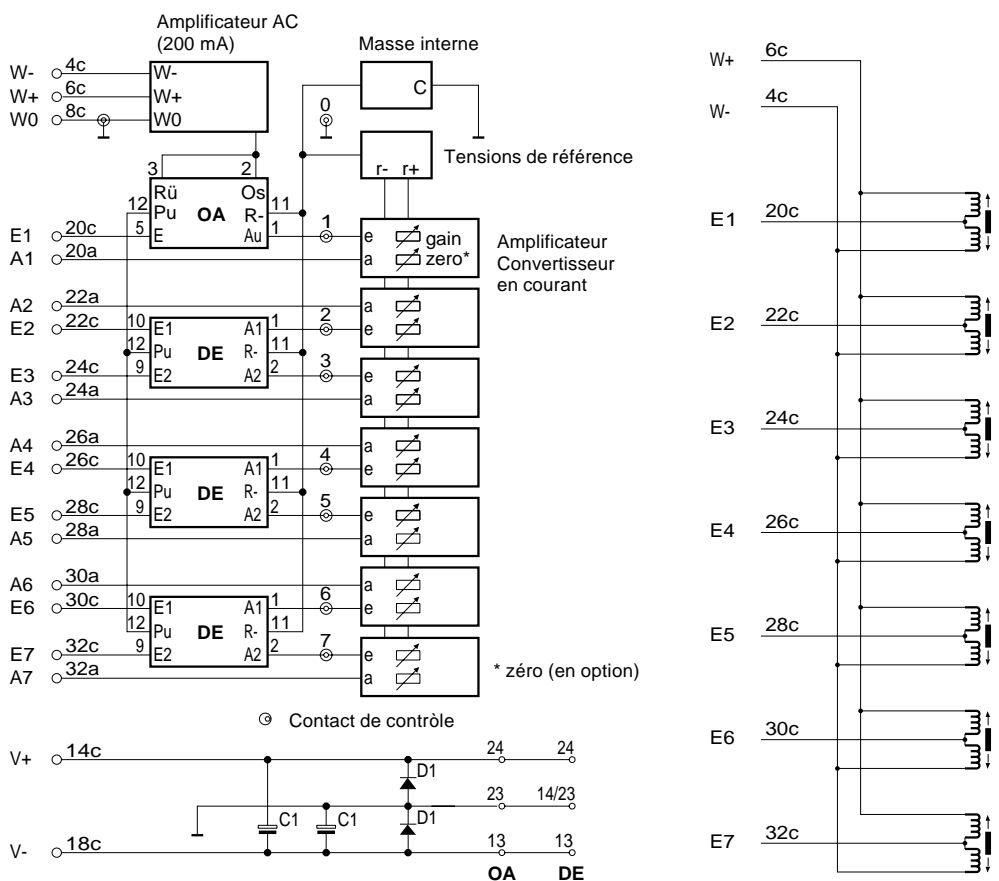 Amplificateur AC
(200 mA)
Masse interne
W- 4c W-
W+ 6c W+
W0 8c W0
C
0
Tensions de référence
r- r+
3 2
Rü Os
12 Pu OA R- 11
E1 20c 5 E Au 1 1 e gain
A1 20a a zero*
Amplificateur
Convertisseur
en courant
A2 22a a
E2 22c 10 E1 A1 1 2 e
12 Pu DE R- 11
E3 24c 9 E2 A2 2 3 e
A3 24a a
A4 26a a
E4 26c 10 E1 A1 1 4 e
12 Pu DE R- 11
E5 28c 9 E2 A2 2 5 e
A5 28a a
A6 30a a
E6 30c 10 E1 A1 1 6 e
12 Pu DE R- 11
E7 32c 9 E2 A2 2 7 e
A7 32a a
* zéro (en option)
Contact de contrôle
V+ 14c 24 24
D1
23 14/23
C1 C1 D1
V- 18c 13 13
OA DE
W+ 6c
W- 4c
E1 20c
E2 22c
E3 24c
E4 26c
E5 28c
E6 30c
E7 32c